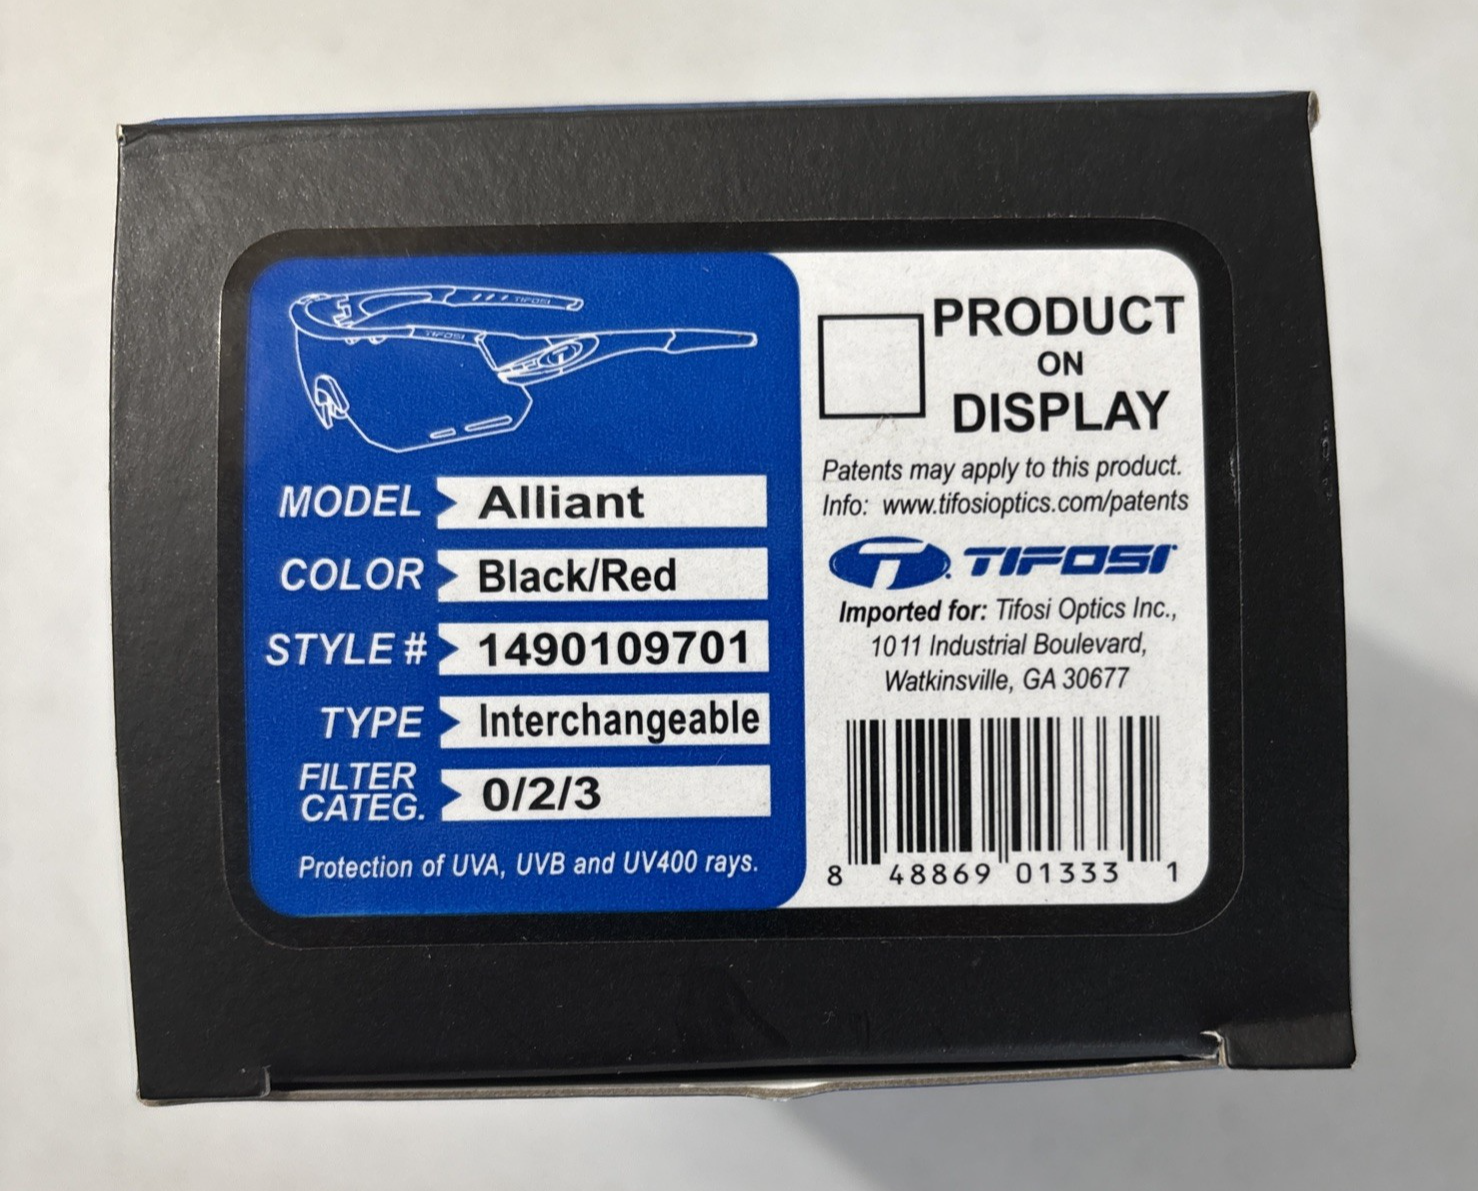 TIFOSI
TIFOSI
MODEL Alliant
COLOR Black/Red
STYLE # 1490109701
TYPE Interchangeable
FILTER
CATEG. 0/2/3
Protection of UVA, UVB and UV400 rays.
PRODUCT
ON
DISPLAY
Patents may apply to this product.
Info: www.tifosioptics.com/patents
T TIFOSI
Imported for: Tifosi Optics Inc.,
1011 Industrial Boulevard,
Watkinsville, GA 30677
8 48869 01333 1